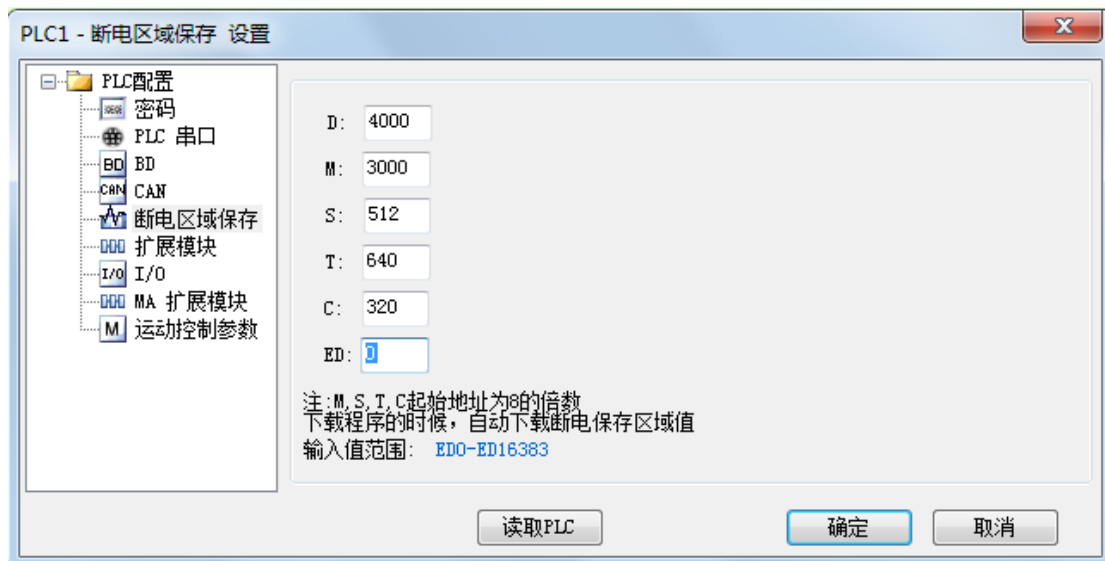 PLC1 - 断电区域保存 设置
PLC配置
密码
PLC 串口
BD BD
CAN CAN
断电区域保存
扩展模块
I/O I/O
MA 扩展模块
M 运动控制参数
D: 4000
M: 3000
S: 512
T: 640
C: 320
ED: 0
注:M,S,T,C起始地址为8的倍数
下载程序的时候，自动下载断电保存区域值
输入值范围: ED0-ED16383
读取PLC 确定 取消